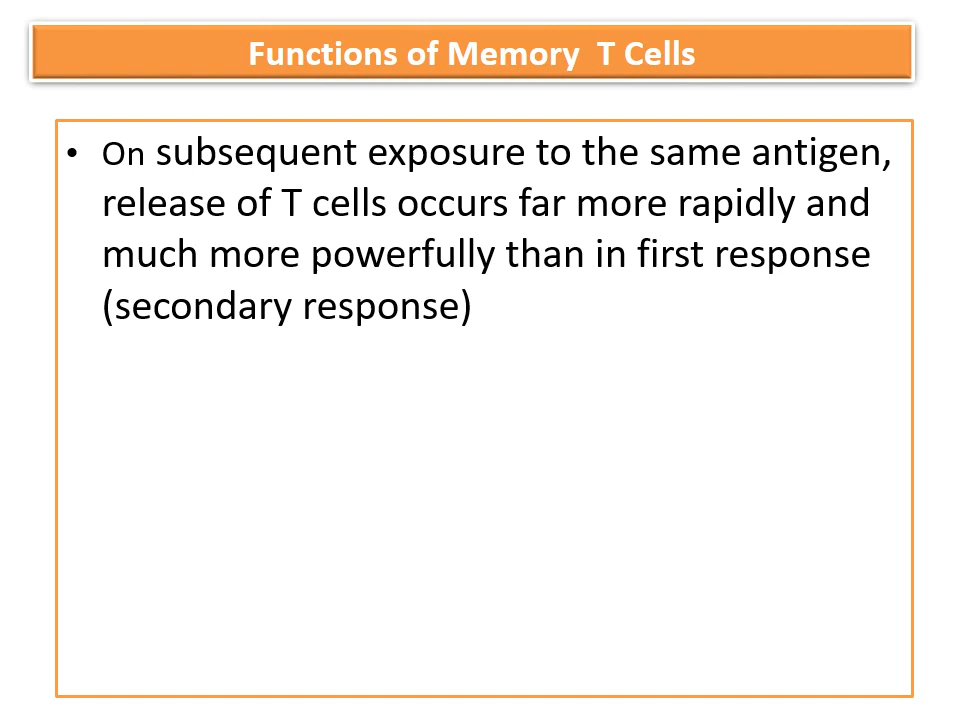 Functions of Memory  T Cells
• On subsequent exposure to the same antigen,
release of T cells occurs far more rapidly and
much more powerfully than in first response
(secondary response)